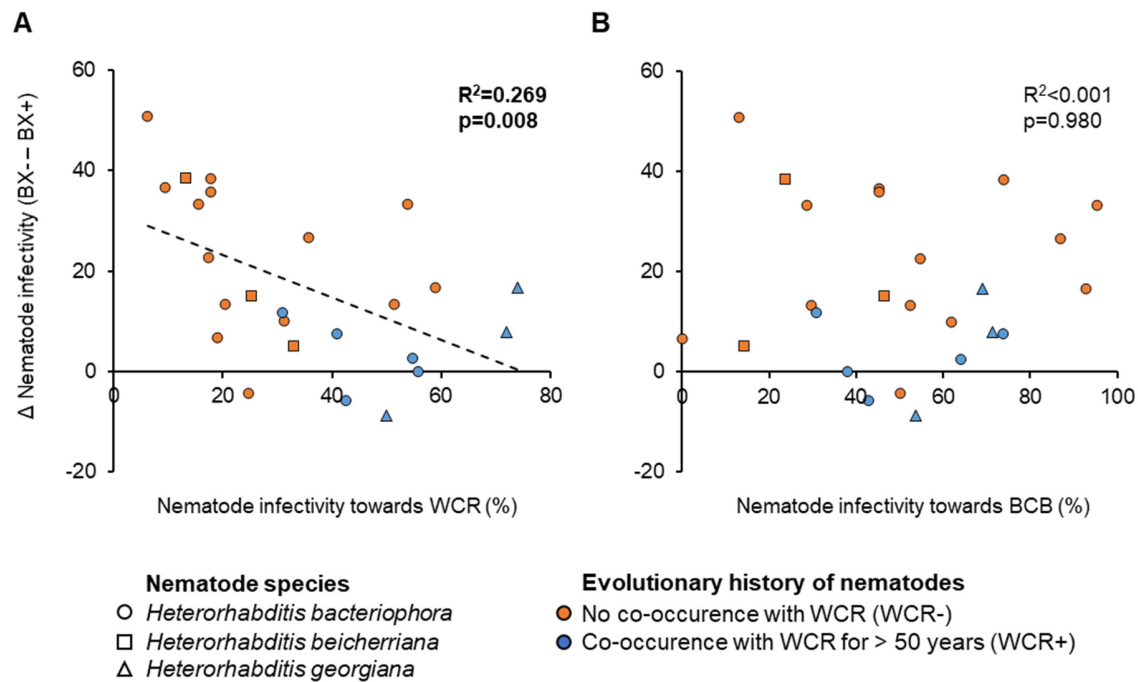 A
B
60
40
20
0
-20
0
20
40
60
80
Δ Nematode infectivity (BX-– BX+)
R²=0.269
p=0.008
Nematode infectivity towards WCR (%)
60
40
20
0
-20
0
20
40
60
80
100
R²<0.001
p=0.980
Nematode infectivity towards BCB (%)
Nematode species
Heterorhabditis bacteriophora
Heterorhabditis beicherriana
Heterorhabditis georgiana
Evolutionary history of nematodes
No co-occurence with WCR (WCR-)
Co-occurence with WCR for > 50 years (WCR+)